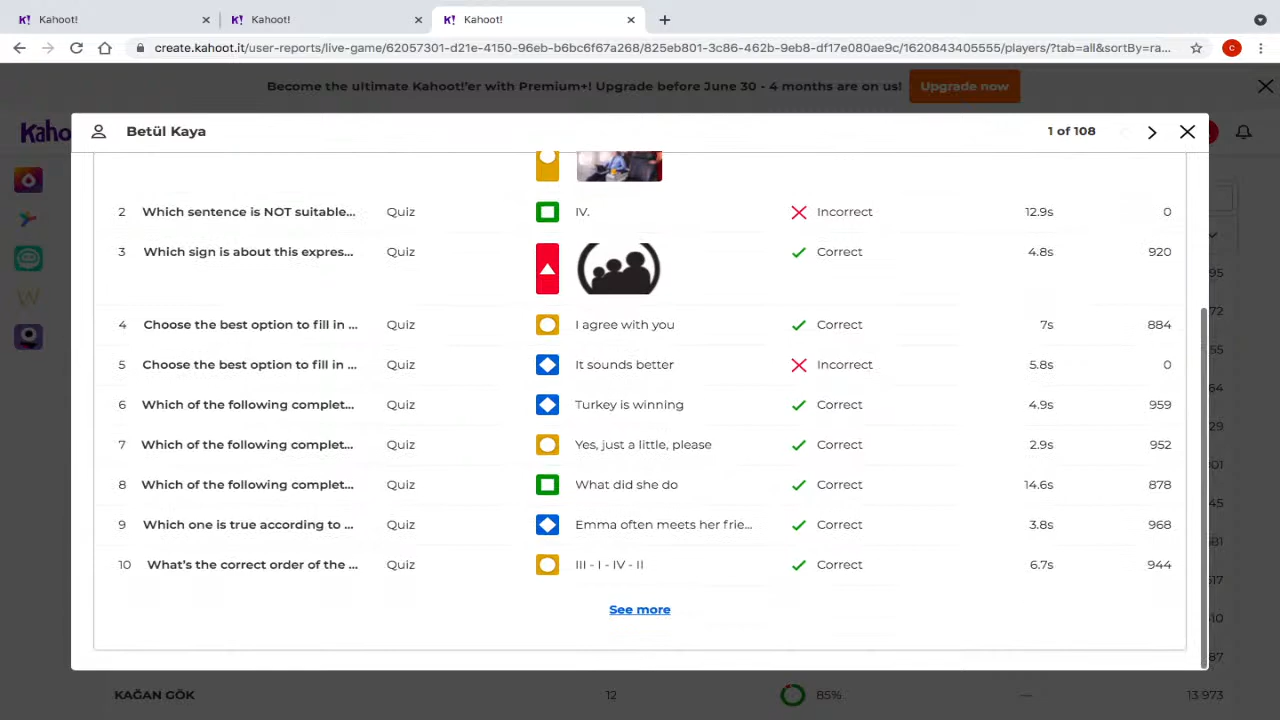 Kahoot!
Kahoot!
Kahoot!
create.kahoot.it/user-reports/live-game/62057301-d21e-4150-96eb-b6bc6f67a268/825eb801-3c86-462b-9eb8-df17e080ae9c/1620843405555/players/?tab=all&sortBy=ra...
C
Become the ultimate Kahoot!'er with Premium+! Upgrade before June 30 - 4 months are on us! Upgrade now
Betül Kaya 1 of 108
2 Which sentence is NOT suitable... Quiz IV. Incorrect 12.9s 0
3 Which sign is about this expres... Quiz Correct 4.8s 920
4 Choose the best option to fill in ... Quiz I agree with you Correct 7s 884
5 Choose the best option to fill in ... Quiz It sounds better Incorrect 5.8s 0
6 Which of the following complet... Quiz Turkey is winning Correct 4.9s 959
7 Which of the following complet... Quiz Yes, just a little, please Correct 2.9s 952
8 Which of the following complet... Quiz What did she do Correct 14.6s 878
9 Which one is true according to ... Quiz Emma often meets her frie... Correct 3.8s 968
10 What's the correct order of the ... Quiz III - I - IV - II Correct 6.7s 944
See more
KAĞAN GÖK 12 85% — 13 973